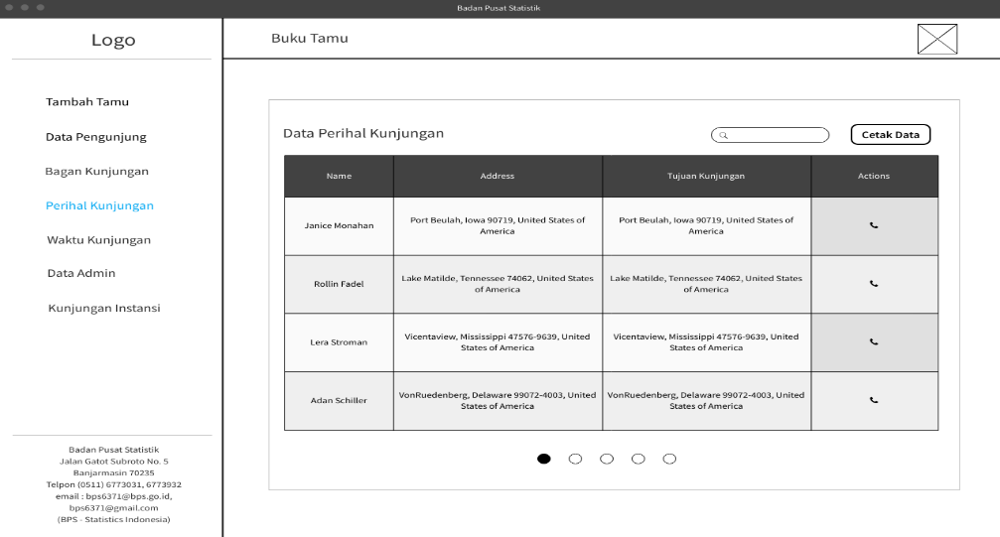 Badan Pusat Statistik
Logo
Buku Tamu
Tambah Tamu
Data Pengunjung
Bagan Kunjungan
Perihal Kunjungan
Waktu Kunjungan
Data Admin
Kunjungan Instansi
Badan Pusat Statistik
Jalan Gatot Subroto No. 5
Banjarmasin 70235
Telpon (0511) 6773031, 6773932
email : bps6371@bps.go.id,
bps6371@gmail.com
(BPS - Statistics Indonesia)
Data Perihal Kunjungan
Cetak Data
Name Address Tujuan Kunjungan Actions
Janice Monahan
Port Beulah, Iowa 90719, United States of
America
Port Beulah, Iowa 90719, United States of
America
Rollin Fadel
Lake Matilde, Tennessee 74062, United States
of America
Lake Matilde, Tennessee 74062, United States
of America
Lera Stroman
Vicentaview, Mississippi 47576-9639, United
States of America
Vicentaview, Mississippi 47576-9639, United
States of America
Adan Schiller
VonRuedenberg, Delaware 99072-4003, United
States of America
VonRuedenberg, Delaware 99072-4003, United
States of America